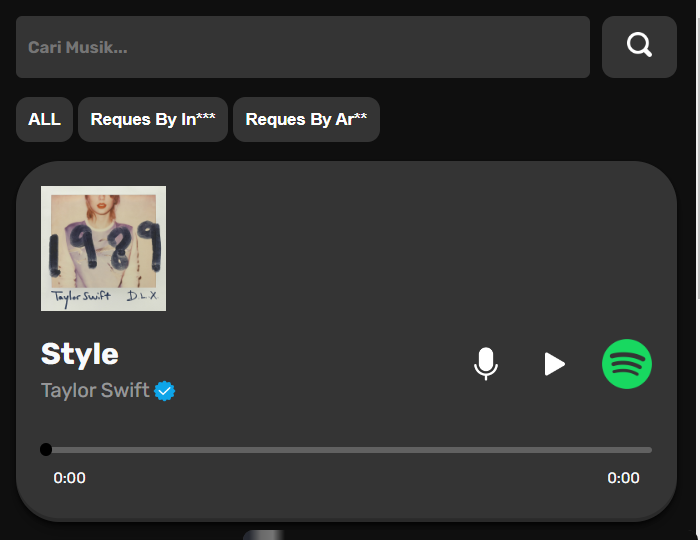 Cari Musik...
ALL
Reques By In***
Reques By Ar**
1989
Taylor Swift D L X
Style
Taylor Swift
0:00
0:00